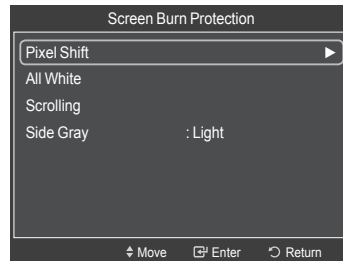 Screen Burn Protection
Pixel Shift ►
All White
Scrolling
Side Gray : Light
Move Enter Return